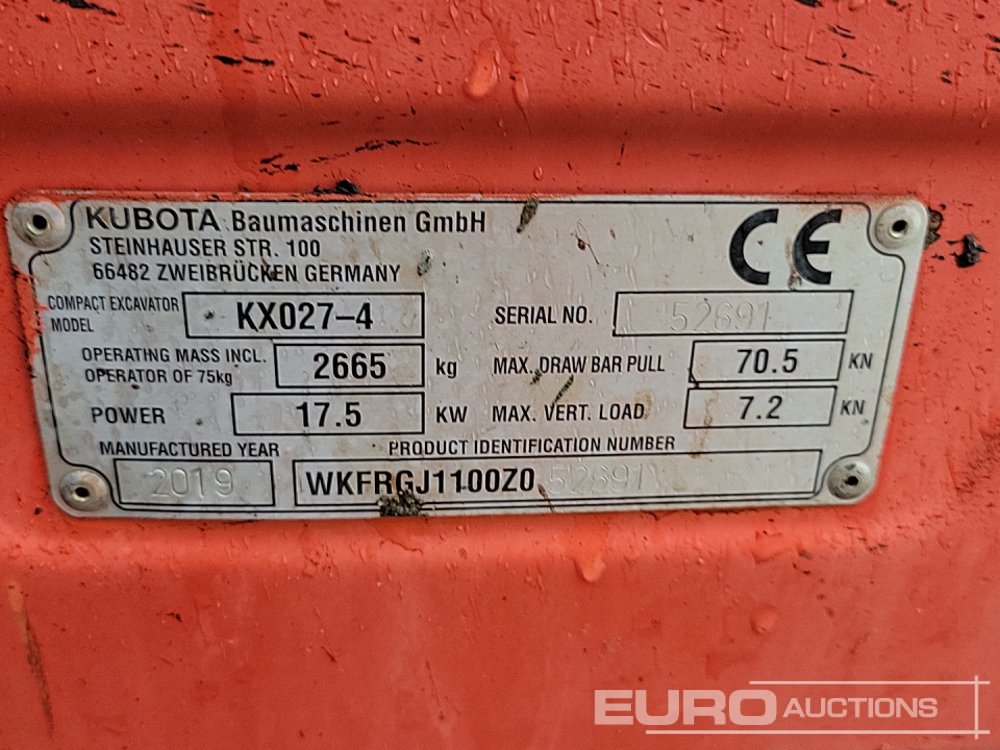 KUBOTA Baumaschinen GmbH
STEINHAUSER STR. 100
66482 ZWEIBRÜCKEN GERMANY
CE
COMPACT EXCAVATOR MODEL KX027-4
SERIAL NO. 52691
OPERATING MASS INCL. OPERATOR OF 75kg 2665 kg
MAX. DRAW BAR PULL 70.5 KN
POWER 17.5 KW
MAX. VERT. LOAD 7.2 KN
MANUFACTURED YEAR 2019
PRODUCT IDENTIFICATION NUMBER
WKFRGJ1100Z0 52691
EURO AUCTIONS